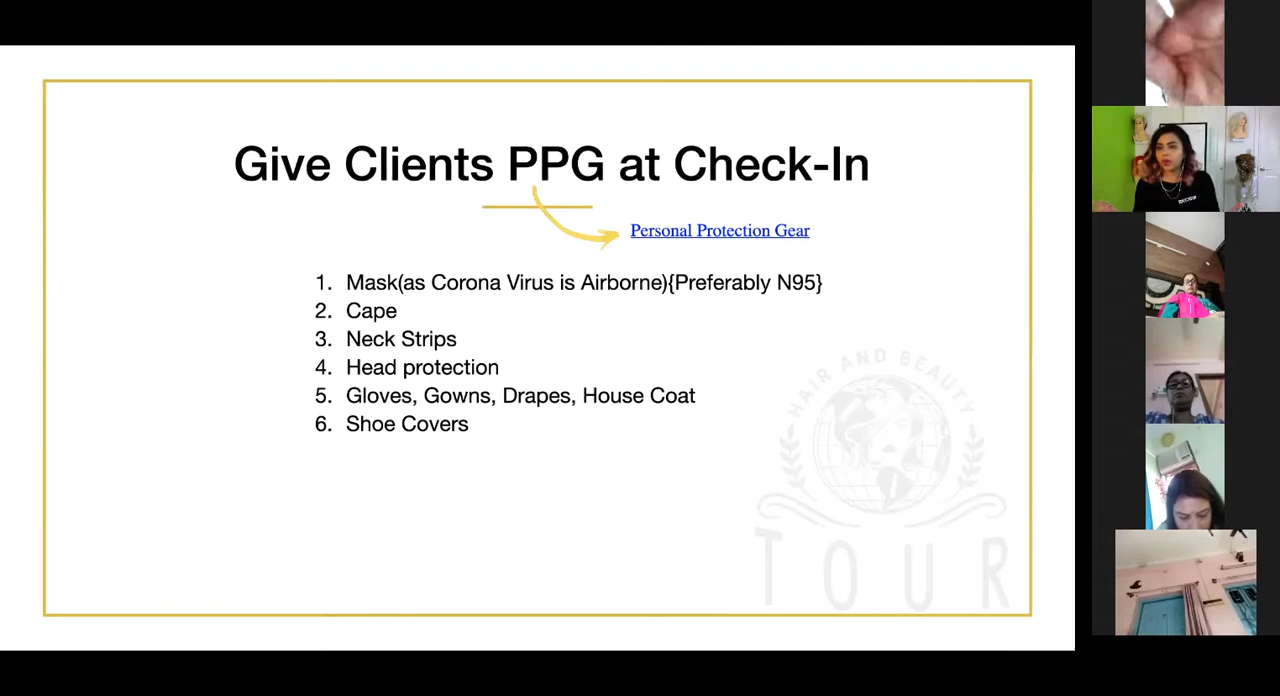 Give Clients PPG at Check-In
Personal Protection Gear
1. Mask(as Corona Virus is Airborne){Preferably N95}
2. Cape
3. Neck Strips
4. Head protection
5. Gloves, Gowns, Drapes, House Coat
6. Shoe Covers
HAIR AND BEAUTY
TOUR